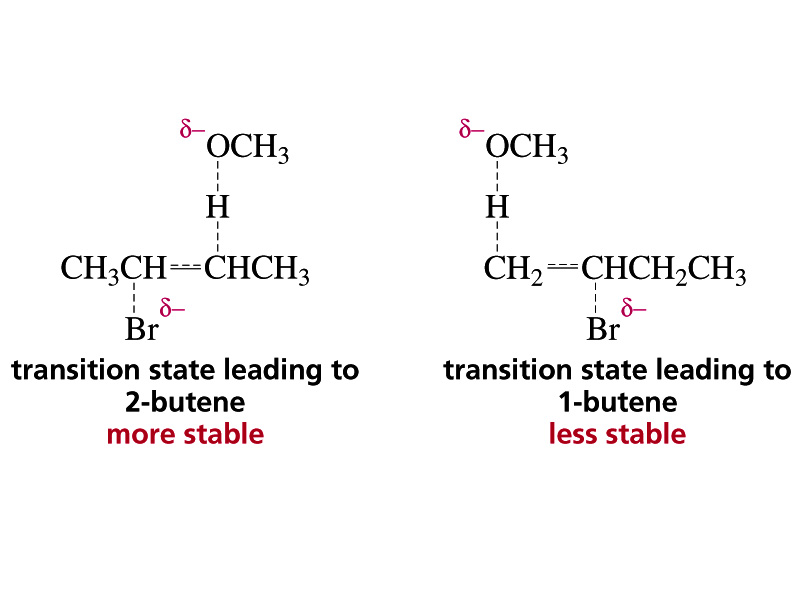 δ– δ–
OCH₃ OCH₃
H H
CH₃CH CHCH₃ CH₂ CHCH₂CH₃
δ– δ–
Br Br
transition state leading to transition state leading to
2-butene 1-butene
more stable less stable